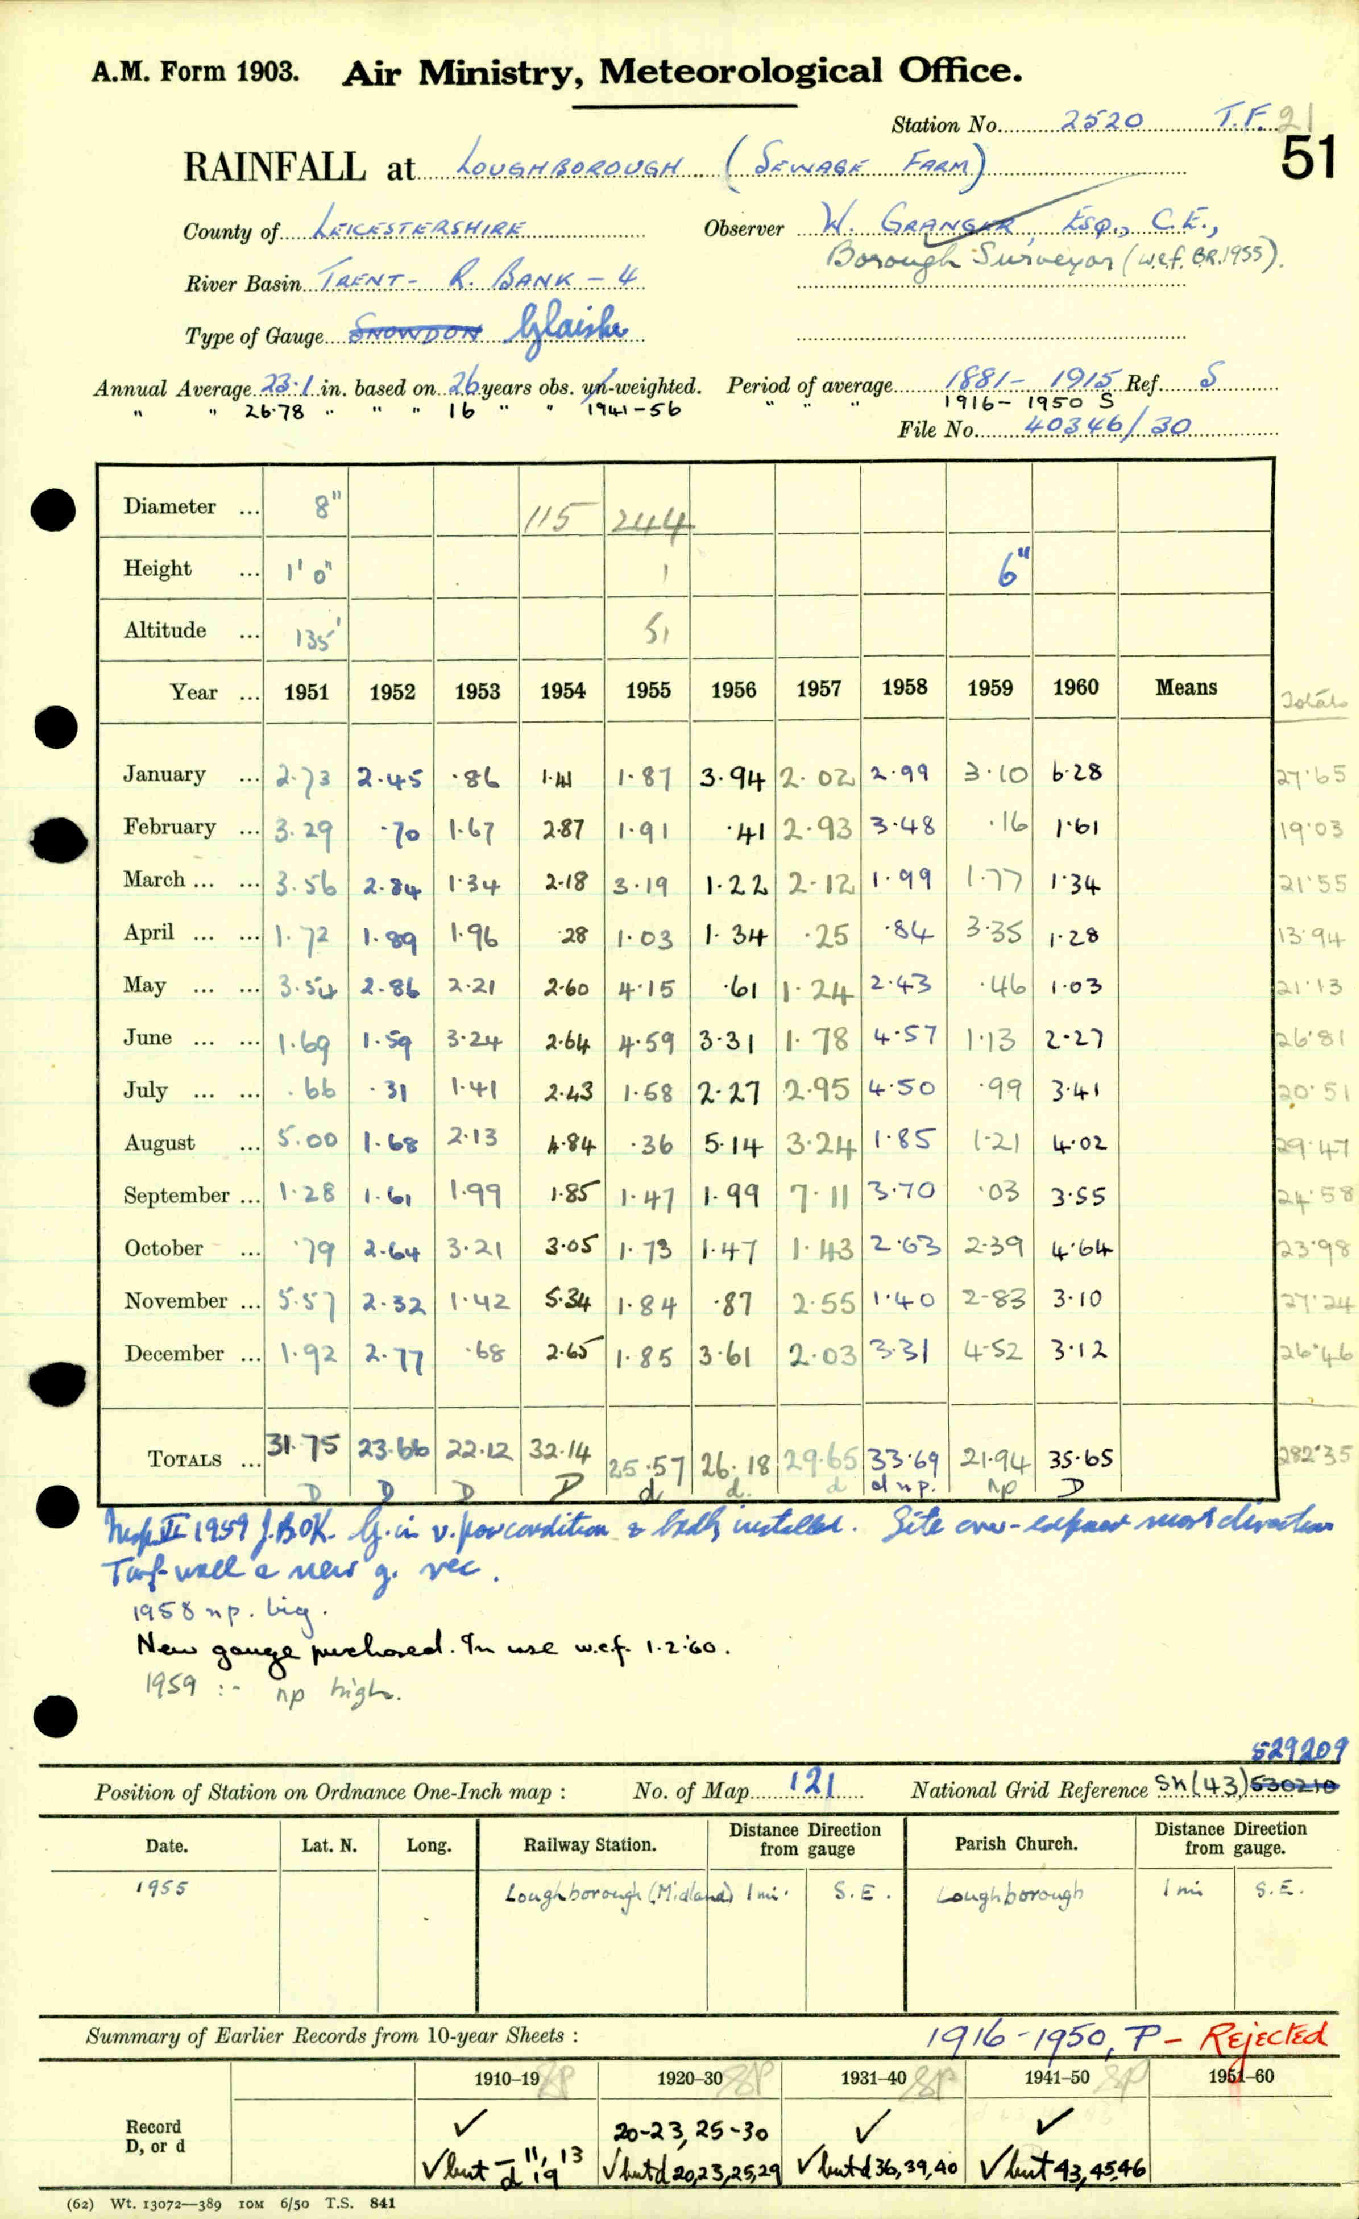 A.M. Form 1903. Air Ministry, Meteorological Office.
Station No. 2520 T.F. 21
51
RAINFALL at LOUGHBOROUGH (SEWAGE FARM)
County of LEICESTERSHIRE Observer W. GRANGER, ESQ., C.E.,
Borough Surveyor (w.e.f. BR.1955).
River Basin TRENT - R. BANK - 4
Type of Gauge SNOWDON Glaisher
Annual Average 23.1 in. based on 26 years obs. un-weighted. Period of average 1881 - 1915 Ref. S
" " 26.78 " " " 16 " " 1941-56 " " " 1916 - 1950 S
File No. 40346/30
Diameter ... 8" 115 244
Height ... 1' 0" 1 6"
Altitude ... 135' 51
Year ... 1951 1952 1953 1954 1955 1956 1957 1958 1959 1960 Means Totals
January ... 2.73 2.45 .86 1.41 1.87 3.94 2.02 2.99 3.10 6.28 27.65
February ... 3.29 .70 1.67 2.87 1.91 .41 2.93 3.48 .16 1.61 19.03
March ... ... 3.56 2.84 1.34 2.18 3.19 1.22 2.12 1.99 1.77 1.34 21.55
April ... ... 1.72 1.89 1.96 .28 1.03 1.34 .25 .84 3.35 1.28 13.94
May ... ... 3.54 2.86 2.21 2.60 4.15 .61 1.24 2.43 .46 1.03 21.13
June ... ... 1.69 1.59 3.24 2.64 4.59 3.31 1.78 4.57 1.13 2.27 26.81
July ... ... .66 .31 1.41 2.43 1.58 2.27 2.95 4.50 .99 3.41 20.51
August ... 5.00 1.68 2.13 4.84 .36 5.14 3.24 1.85 1.21 4.02 29.47
September ... 1.28 1.61 1.99 1.85 1.47 1.99 7.11 3.70 .03 3.55 24.58
October ... .79 2.64 3.21 3.05 1.73 1.47 1.43 2.63 2.39 4.64 23.98
November ... 5.57 2.32 1.42 5.34 1.84 .87 2.55 1.40 2.83 3.10 27.24
December ... 1.92 2.77 .68 2.65 1.85 3.61 2.03 3.31 4.52 3.12 26.46
TOTALS ... 31.75 23.66 22.12 32.14 25.57 26.18 29.65 33.69 21.94 35.65 282.35
D D D D d d. d d n p. np D
Insp. II 1959 J.BOK. G. in v. poor condition & badly installed. Site over-exposed most directions
Turf-wall & new g. rec.
1958 n p. big.
New gauge purchased. In use w.e.f. 1.2.60.
1959 :- np high.
529209
Position of Station on Ordnance One-Inch map : No. of Map 121 National Grid Reference SK (43) 530210
Date. Lat. N. Long. Railway Station. Distance from gauge Direction Parish Church. Distance from gauge. Direction
1955 Loughborough (Midland) 1 mi. S.E. Loughborough 1 mi S.E.
Summary of Earlier Records from 10-year Sheets : 1916-1950, P - Rejected
1910-19 SP 1920-30 SP 1931-40 SP 1941-50 SP 1951-60
Record ✓ 20-23, 25-30 ✓ ✓
D, or d ✓ but - 11, 13 d 19 ✓ but d 20,23,25,29 ✓ but d 36,39,40 ✓ but 43,45,46
(62) Wt. 13072—389 10M 6/50 T.S. 841